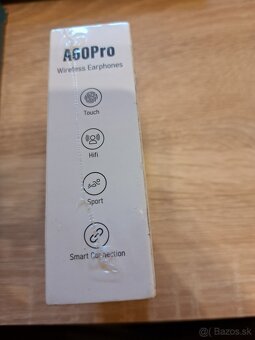 A60Pro
Wireless Earphones
Touch
Hifi
Sport
Smart Connection
Bazos.sk